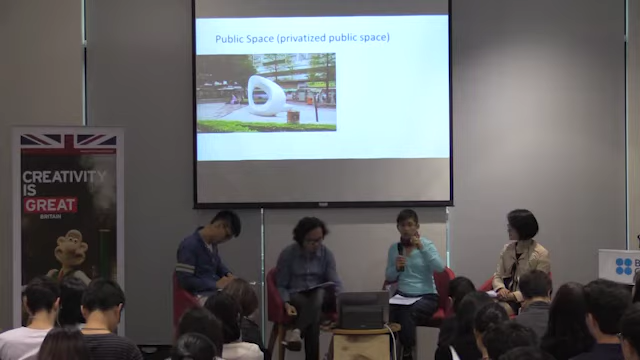 Public Space (privatized public space)
CREATIVITY
IS
GREAT
BRITAIN
B